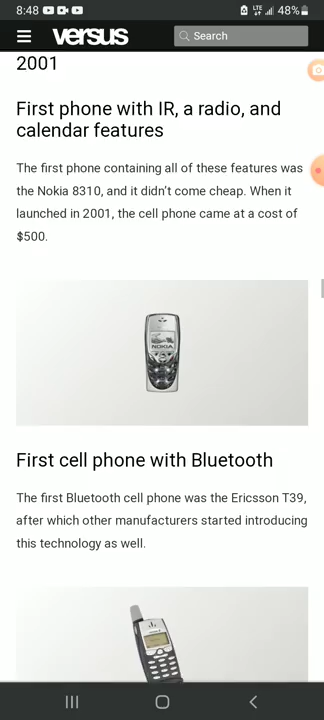 8:48
LTE
48%
versus
Search
2001
First phone with IR, a radio, and
calendar features
The first phone containing all of these features was
the Nokia 8310, and it didn’t come cheap. When it
launched in 2001, the cell phone came at a cost of
$500.
NOKIA
First cell phone with Bluetooth
The first Bluetooth cell phone was the Ericsson T39,
after which other manufacturers started introducing
this technology as well.